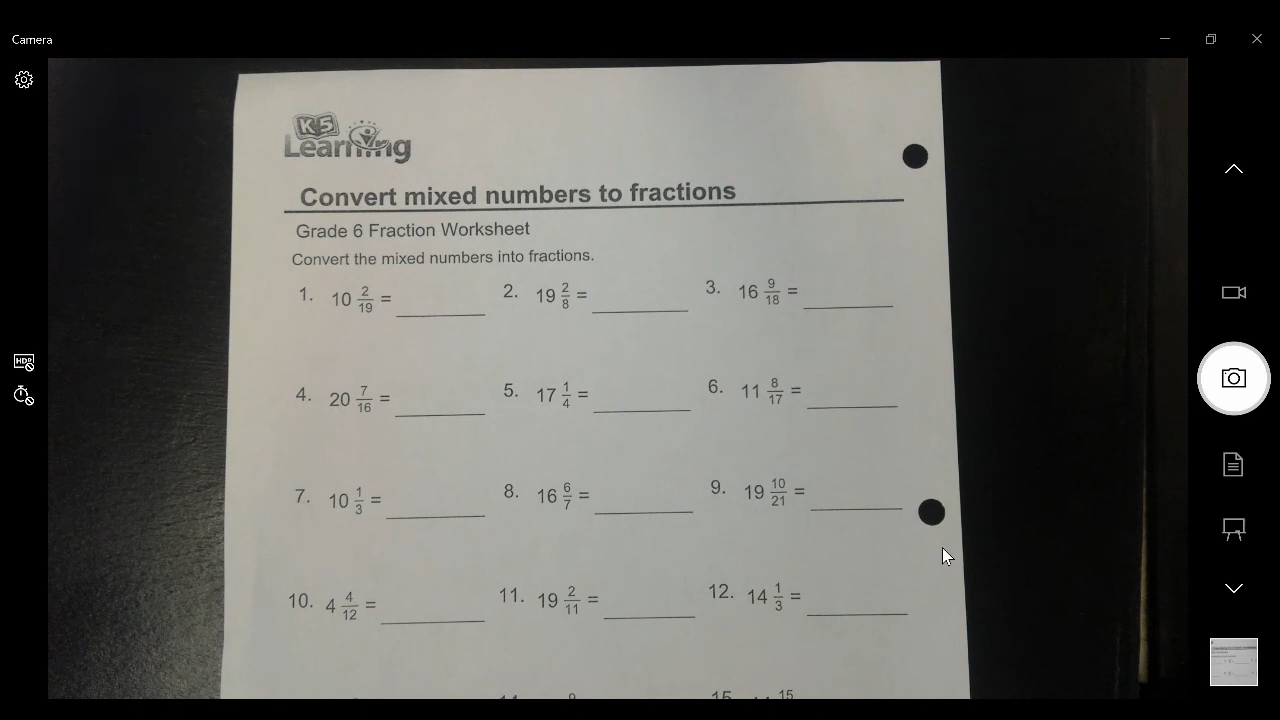 Camera
K5
Learning
Convert mixed numbers to fractions
Grade 6 Fraction Worksheet
Convert the mixed numbers into fractions.
1. 10 2/19 = 2. 19 2/8 = 3. 16 9/18 =
4. 20 7/16 = 5. 17 1/4 = 6. 11 8/17 =
7. 10 1/3 = 8. 16 6/7 = 9. 19 10/21 =
10. 4 4/12 = 11. 19 2/11 = 12. 14 1/3 =
15
HDR